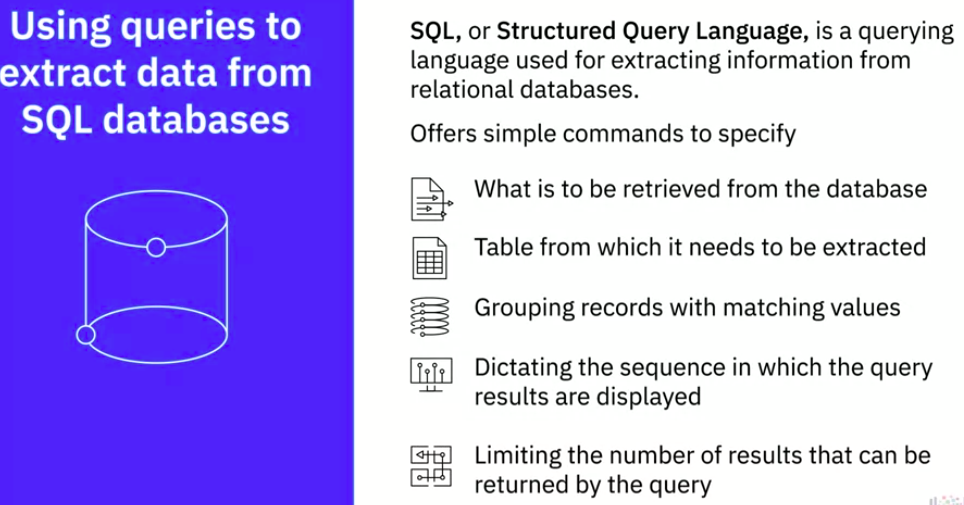 Using queries to
extract data from
SQL databases
SQL, or Structured Query Language, is a querying
language used for extracting information from
relational databases.
Offers simple commands to specify
What is to be retrieved from the database
Table from which it needs to be extracted
Grouping records with matching values
Dictating the sequence in which the query
results are displayed
Limiting the number of results that can be
returned by the query